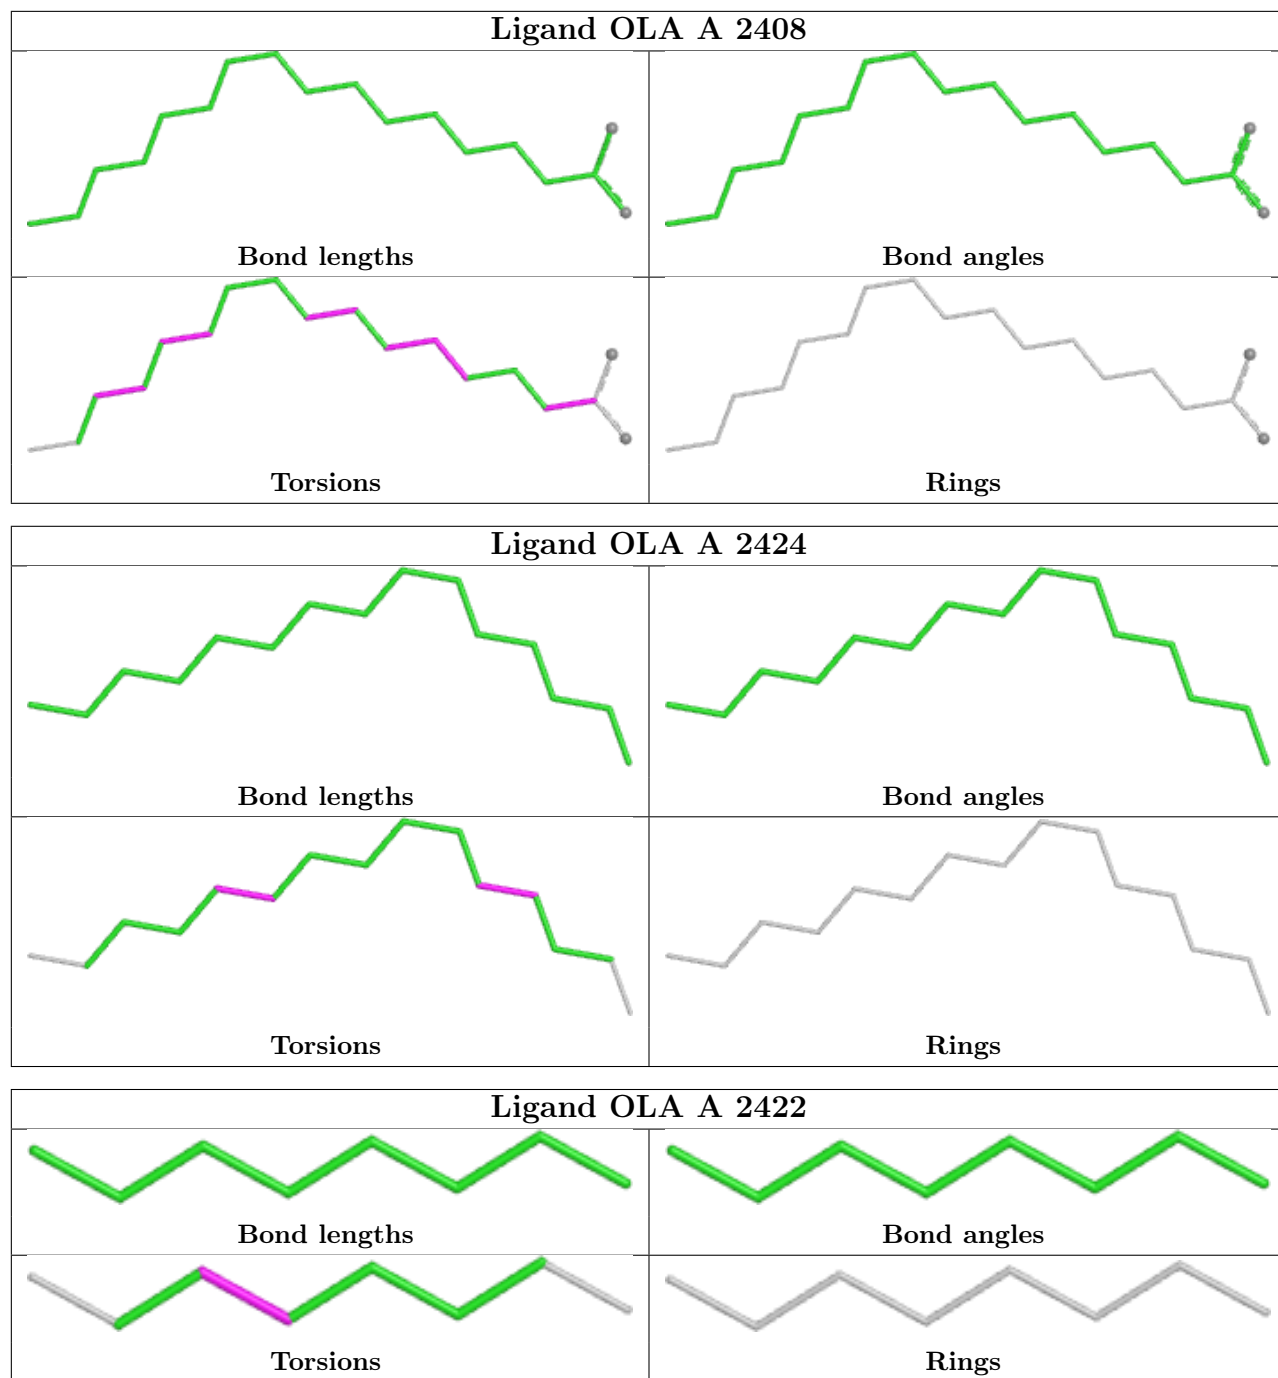 Ligand OLA A 2408
Bond lengths
Bond angles
Torsions
Rings
Ligand OLA A 2424
Bond lengths
Bond angles
Torsions
Rings
Ligand OLA A 2422
Bond lengths
Bond angles
Torsions
Rings